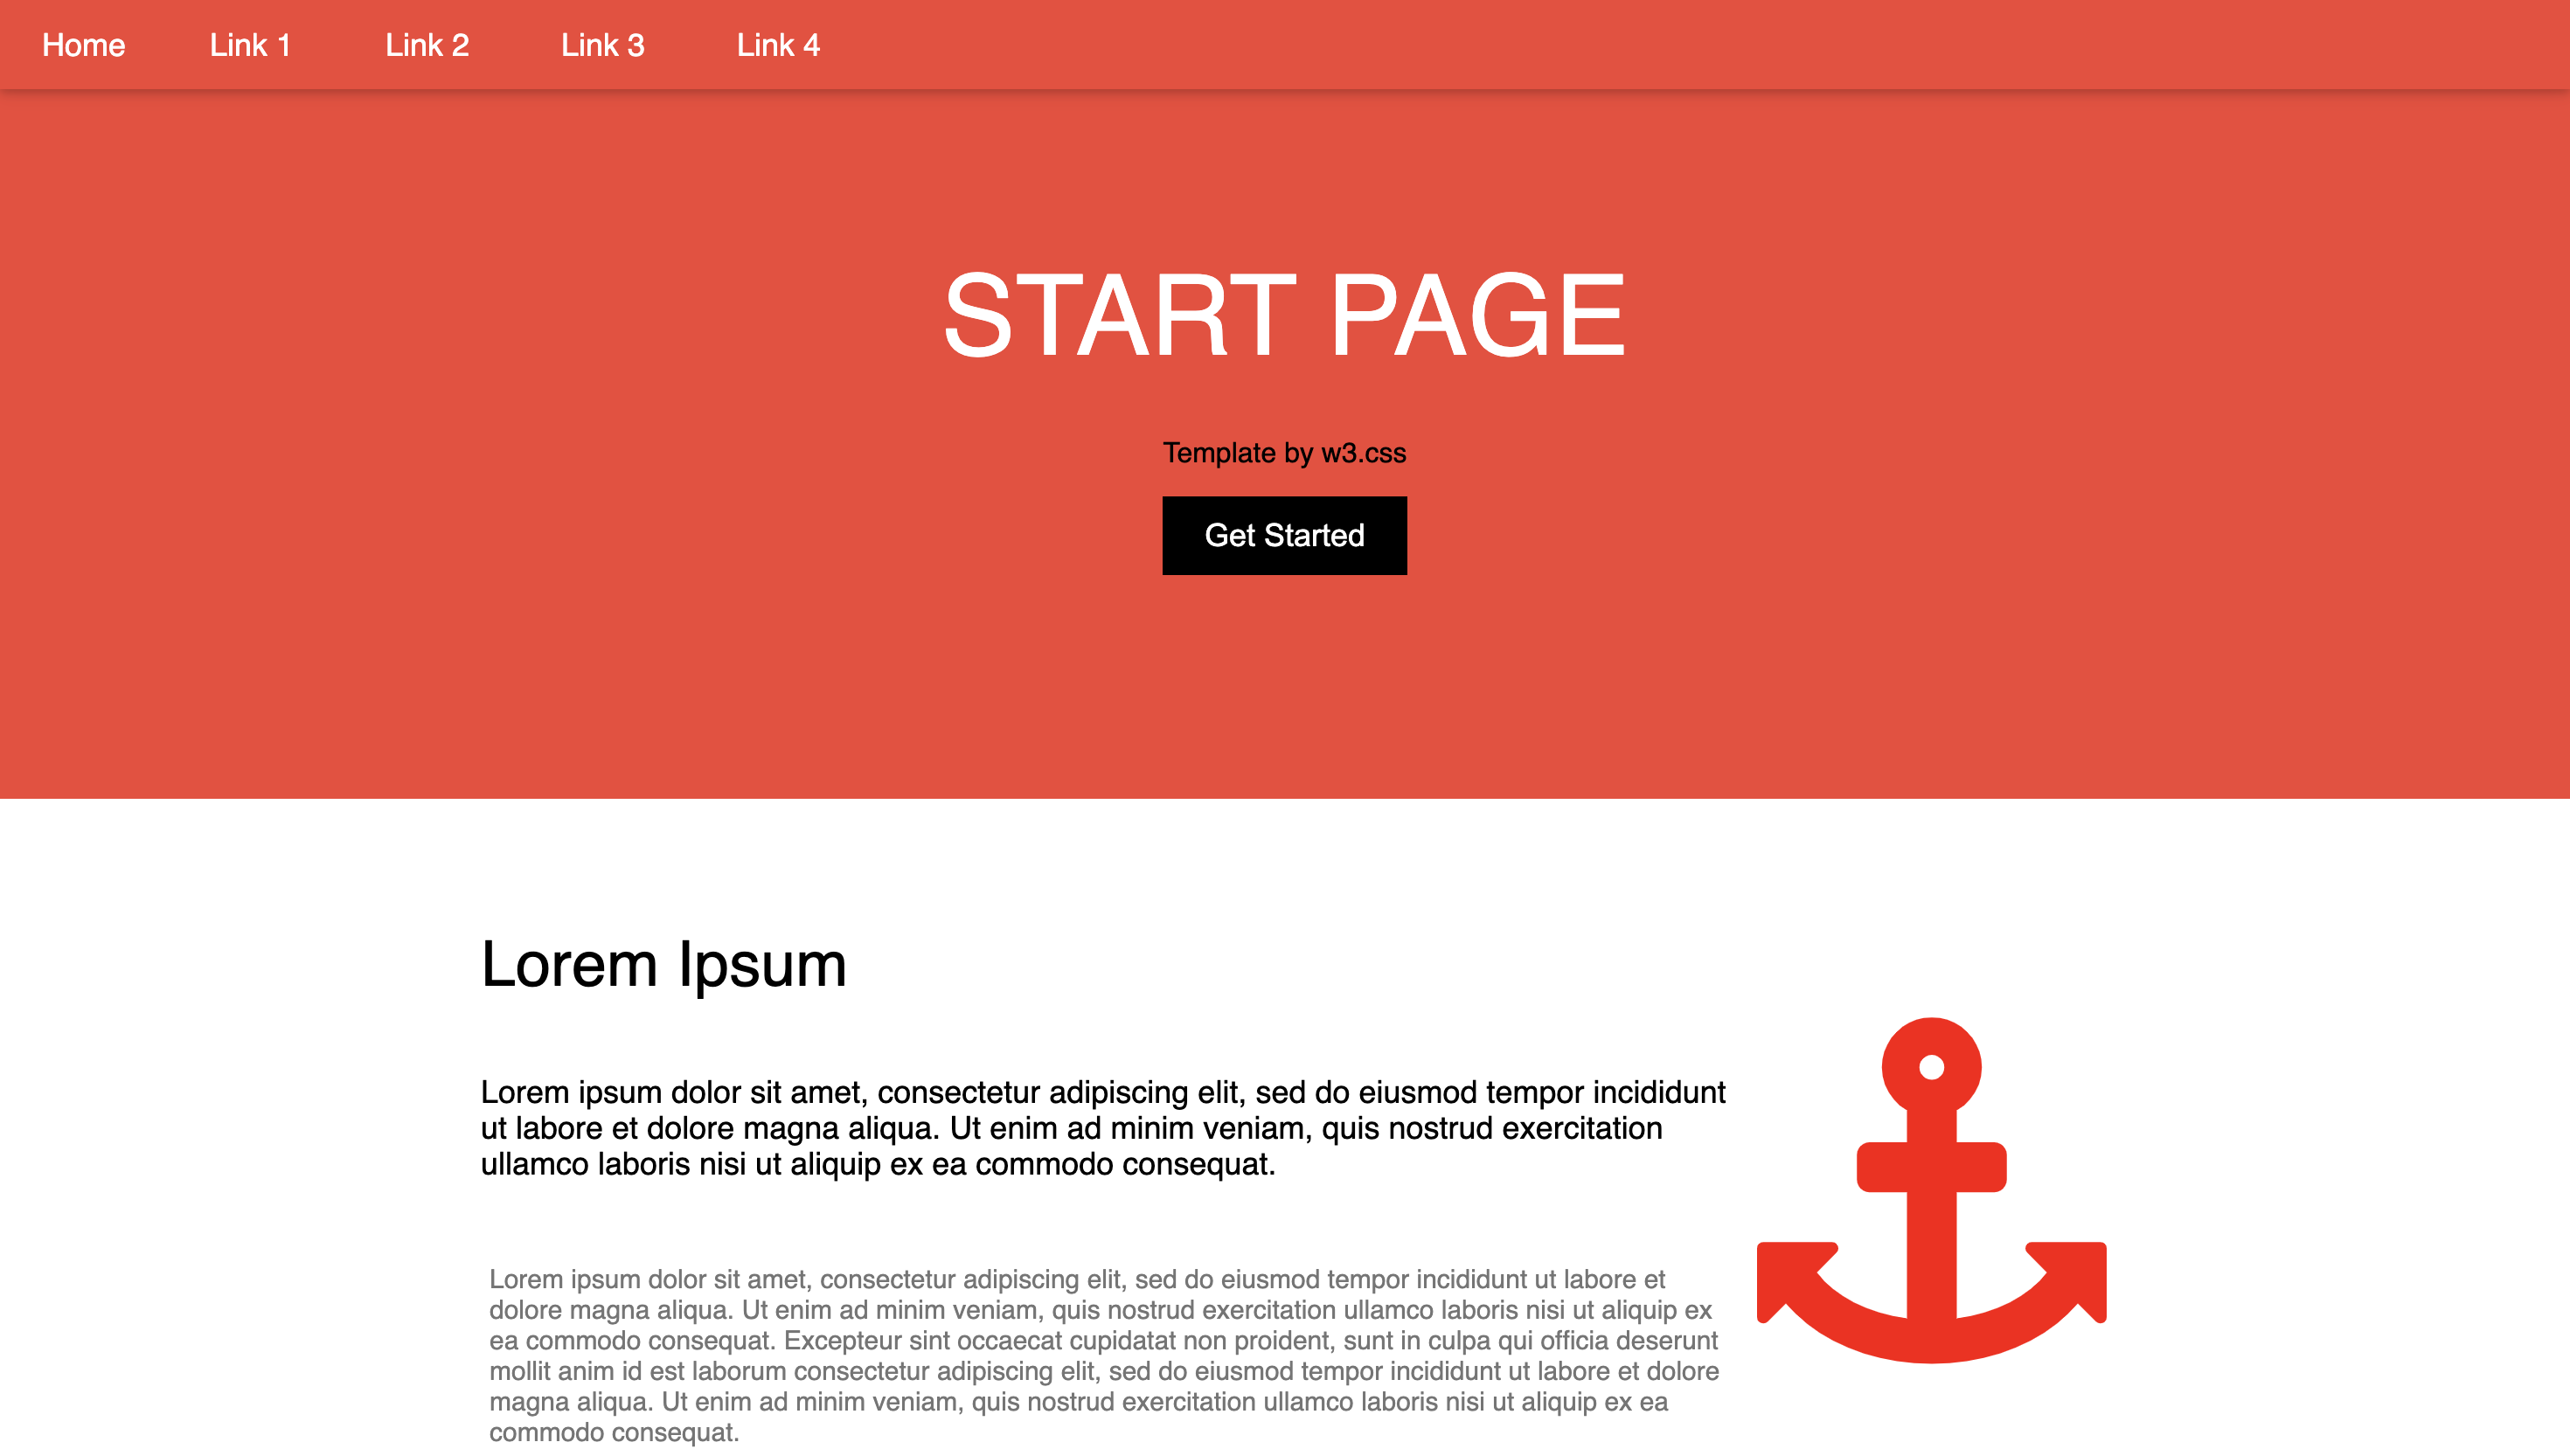 Home Link 1 Link 2 Link 3 Link 4
START PAGE
Template by w3.css
Get Started
Lorem Ipsum
Lorem ipsum dolor sit amet, consectetur adipiscing elit, sed do eiusmod tempor incididunt
ut labore et dolore magna aliqua. Ut enim ad minim veniam, quis nostrud exercitation
ullamco laboris nisi ut aliquip ex ea commodo consequat.
Lorem ipsum dolor sit amet, consectetur adipiscing elit, sed do eiusmod tempor incididunt ut labore et
dolore magna aliqua. Ut enim ad minim veniam, quis nostrud exercitation ullamco laboris nisi ut aliquip ex
ea commodo consequat. Excepteur sint occaecat cupidatat non proident, sunt in culpa qui officia deserunt
mollit anim id est laborum consectetur adipiscing elit, sed do eiusmod tempor incididunt ut labore et dolore
magna aliqua. Ut enim ad minim veniam, quis nostrud exercitation ullamco laboris nisi ut aliquip ex ea
commodo consequat.